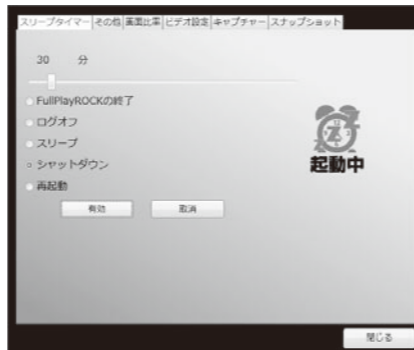 スリープタイマー その他 画面比率 ビデオ設定 キャプチャー スナップショット
30 分
FullPlayROCKの終了
ログオフ
スリープ
シャットダウン
再起動
起動中
有効 取消
閉じる